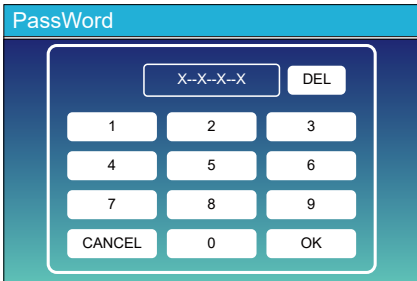 PassWord
X--X--X--X DEL
1 2 3
4 5 6
7 8 9
CANCEL 0 OK